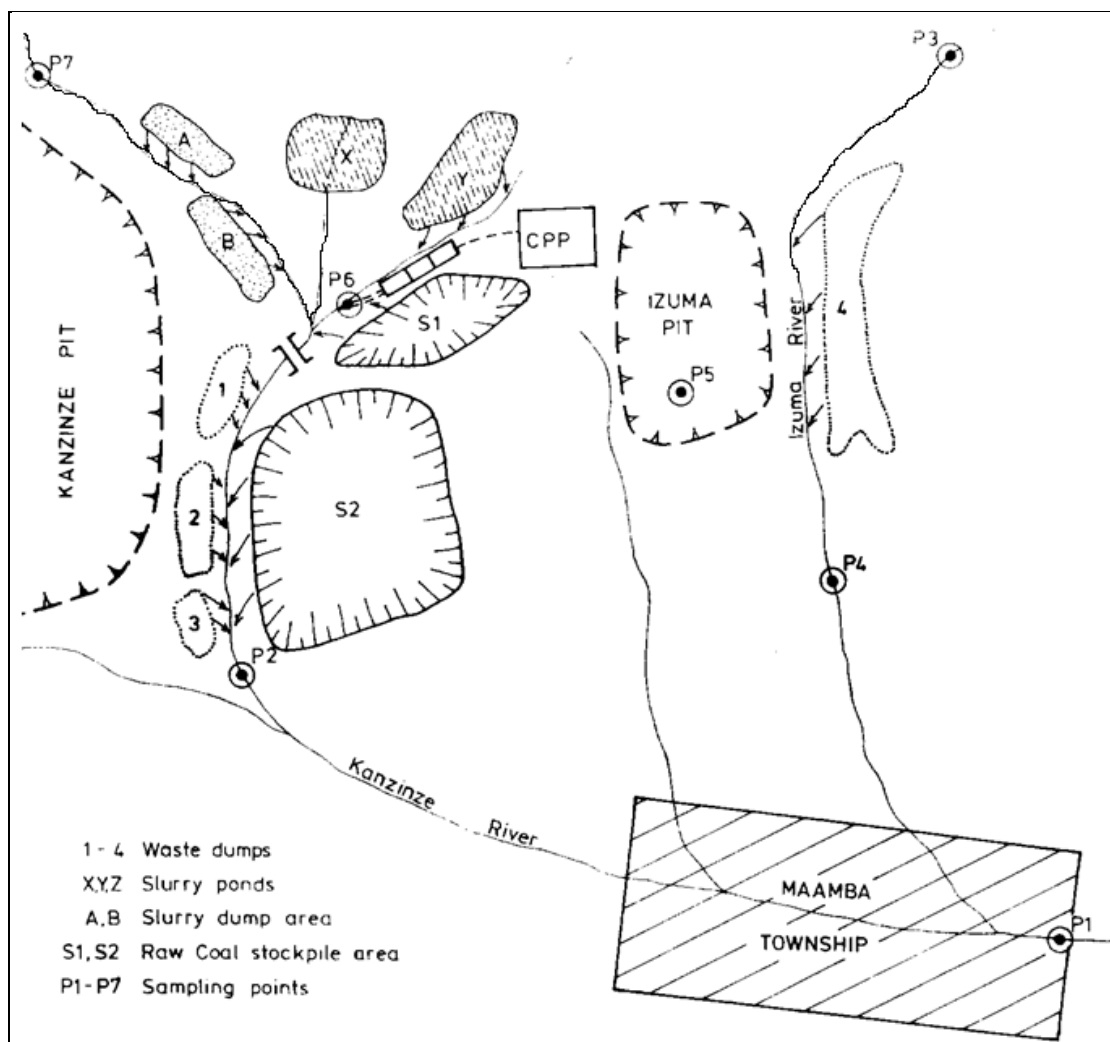 P7
P3
A
X
Y
B
CPP
P6
S1
IZUMA
PIT
P5
Izuma River
4
KANZINZE PIT
1
2
S2
3
P2
P4
Kanzinze
River
MAAMBA
TOWNSHIP
P1
1-4 Waste dumps
X,Y,Z Slurry ponds
A,B Slurry dump area
S1,S2 Raw Coal stockpile area
P1-P7 Sampling points